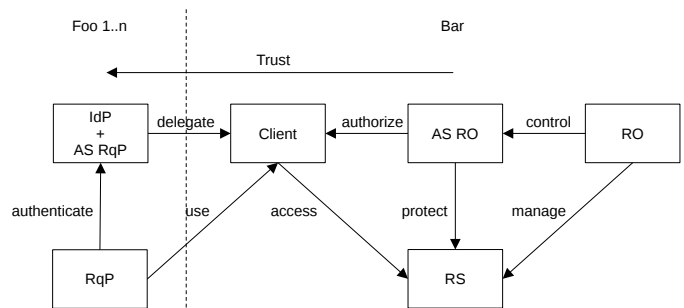 Foo 1..n
Bar
Trust
IdP
+
AS RqP
delegate
Client
authorize
AS RO
control
RO
authenticate
use
access
protect
manage
RqP
RS